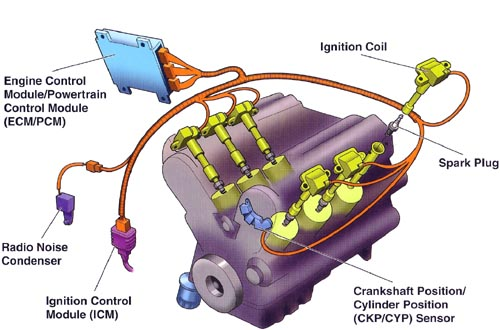 Ignition Coil
Engine Control
Module/Powertrain
Control Module
(ECM/PCM)
Spark Plug
Radio Noise
Condenser
Ignition Control
Module (ICM)
Crankshaft Position/
Cylinder Position
(CKP/CYP) Sensor